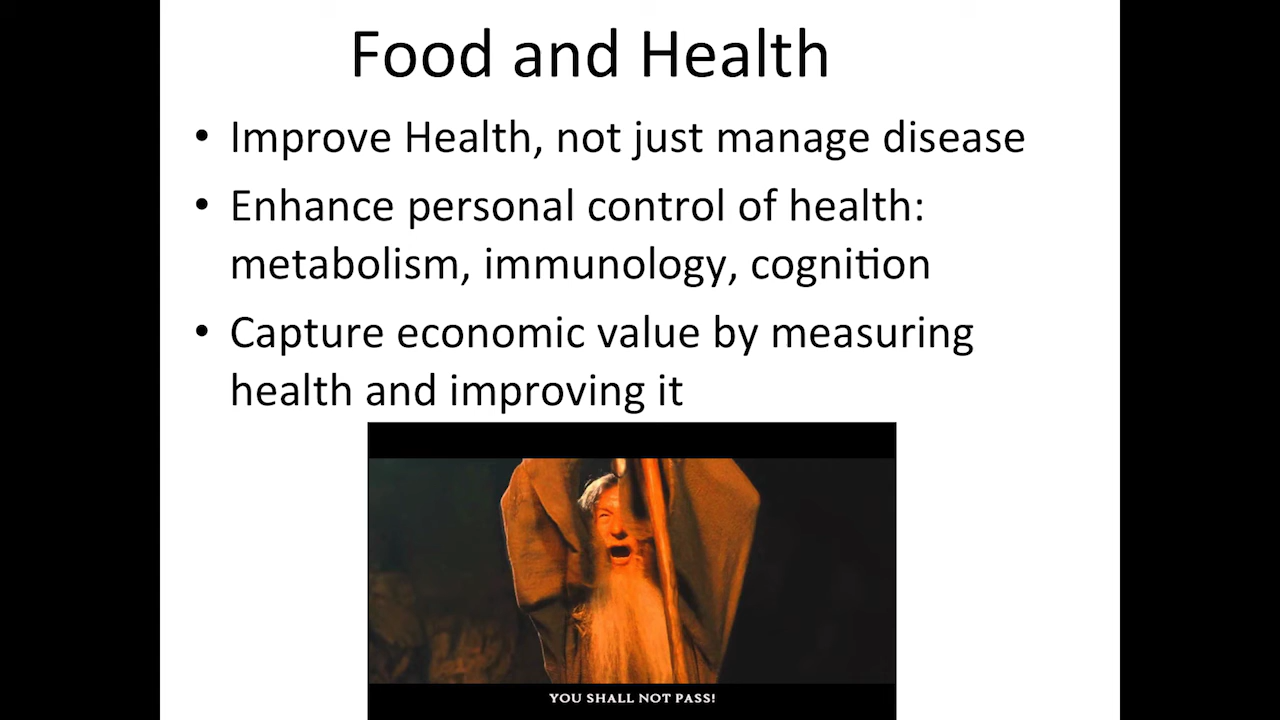 Food and Health
• Improve Health, not just manage disease
• Enhance personal control of health:
metabolism, immunology, cognition
• Capture economic value by measuring
health and improving it
YOU SHALL NOT PASS!